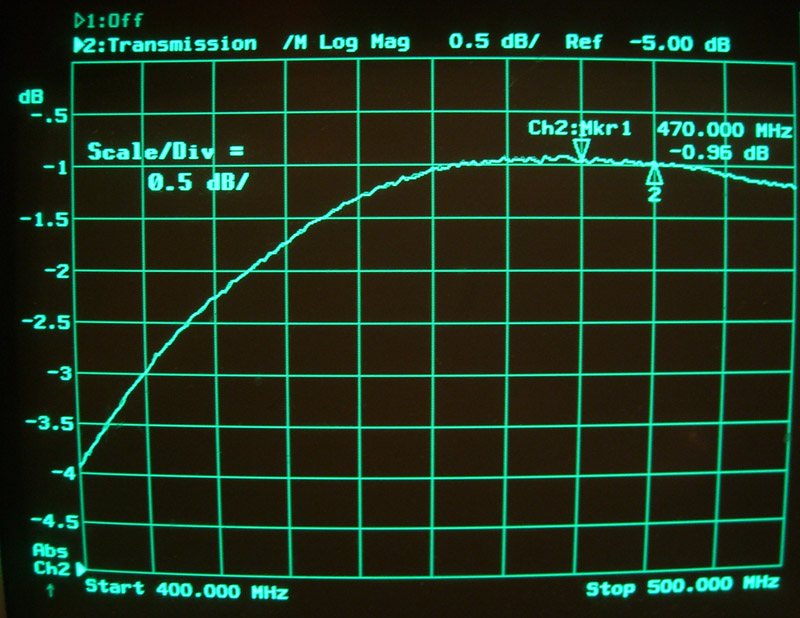 ▷1:Off
▶2:Transmission /M Log Mag 0.5 dB/ Ref -5.00 dB
dB
-.5
Ch2:Mkr1 470.000 MHz
-0.96 dB
Scale/Div =
0.5 dB/
-1
2
-1.5
-2
-2.5
-3
-3.5
-4
-4.5
Abs
Ch2
Start 400.000 MHz Stop 500.000 MHz